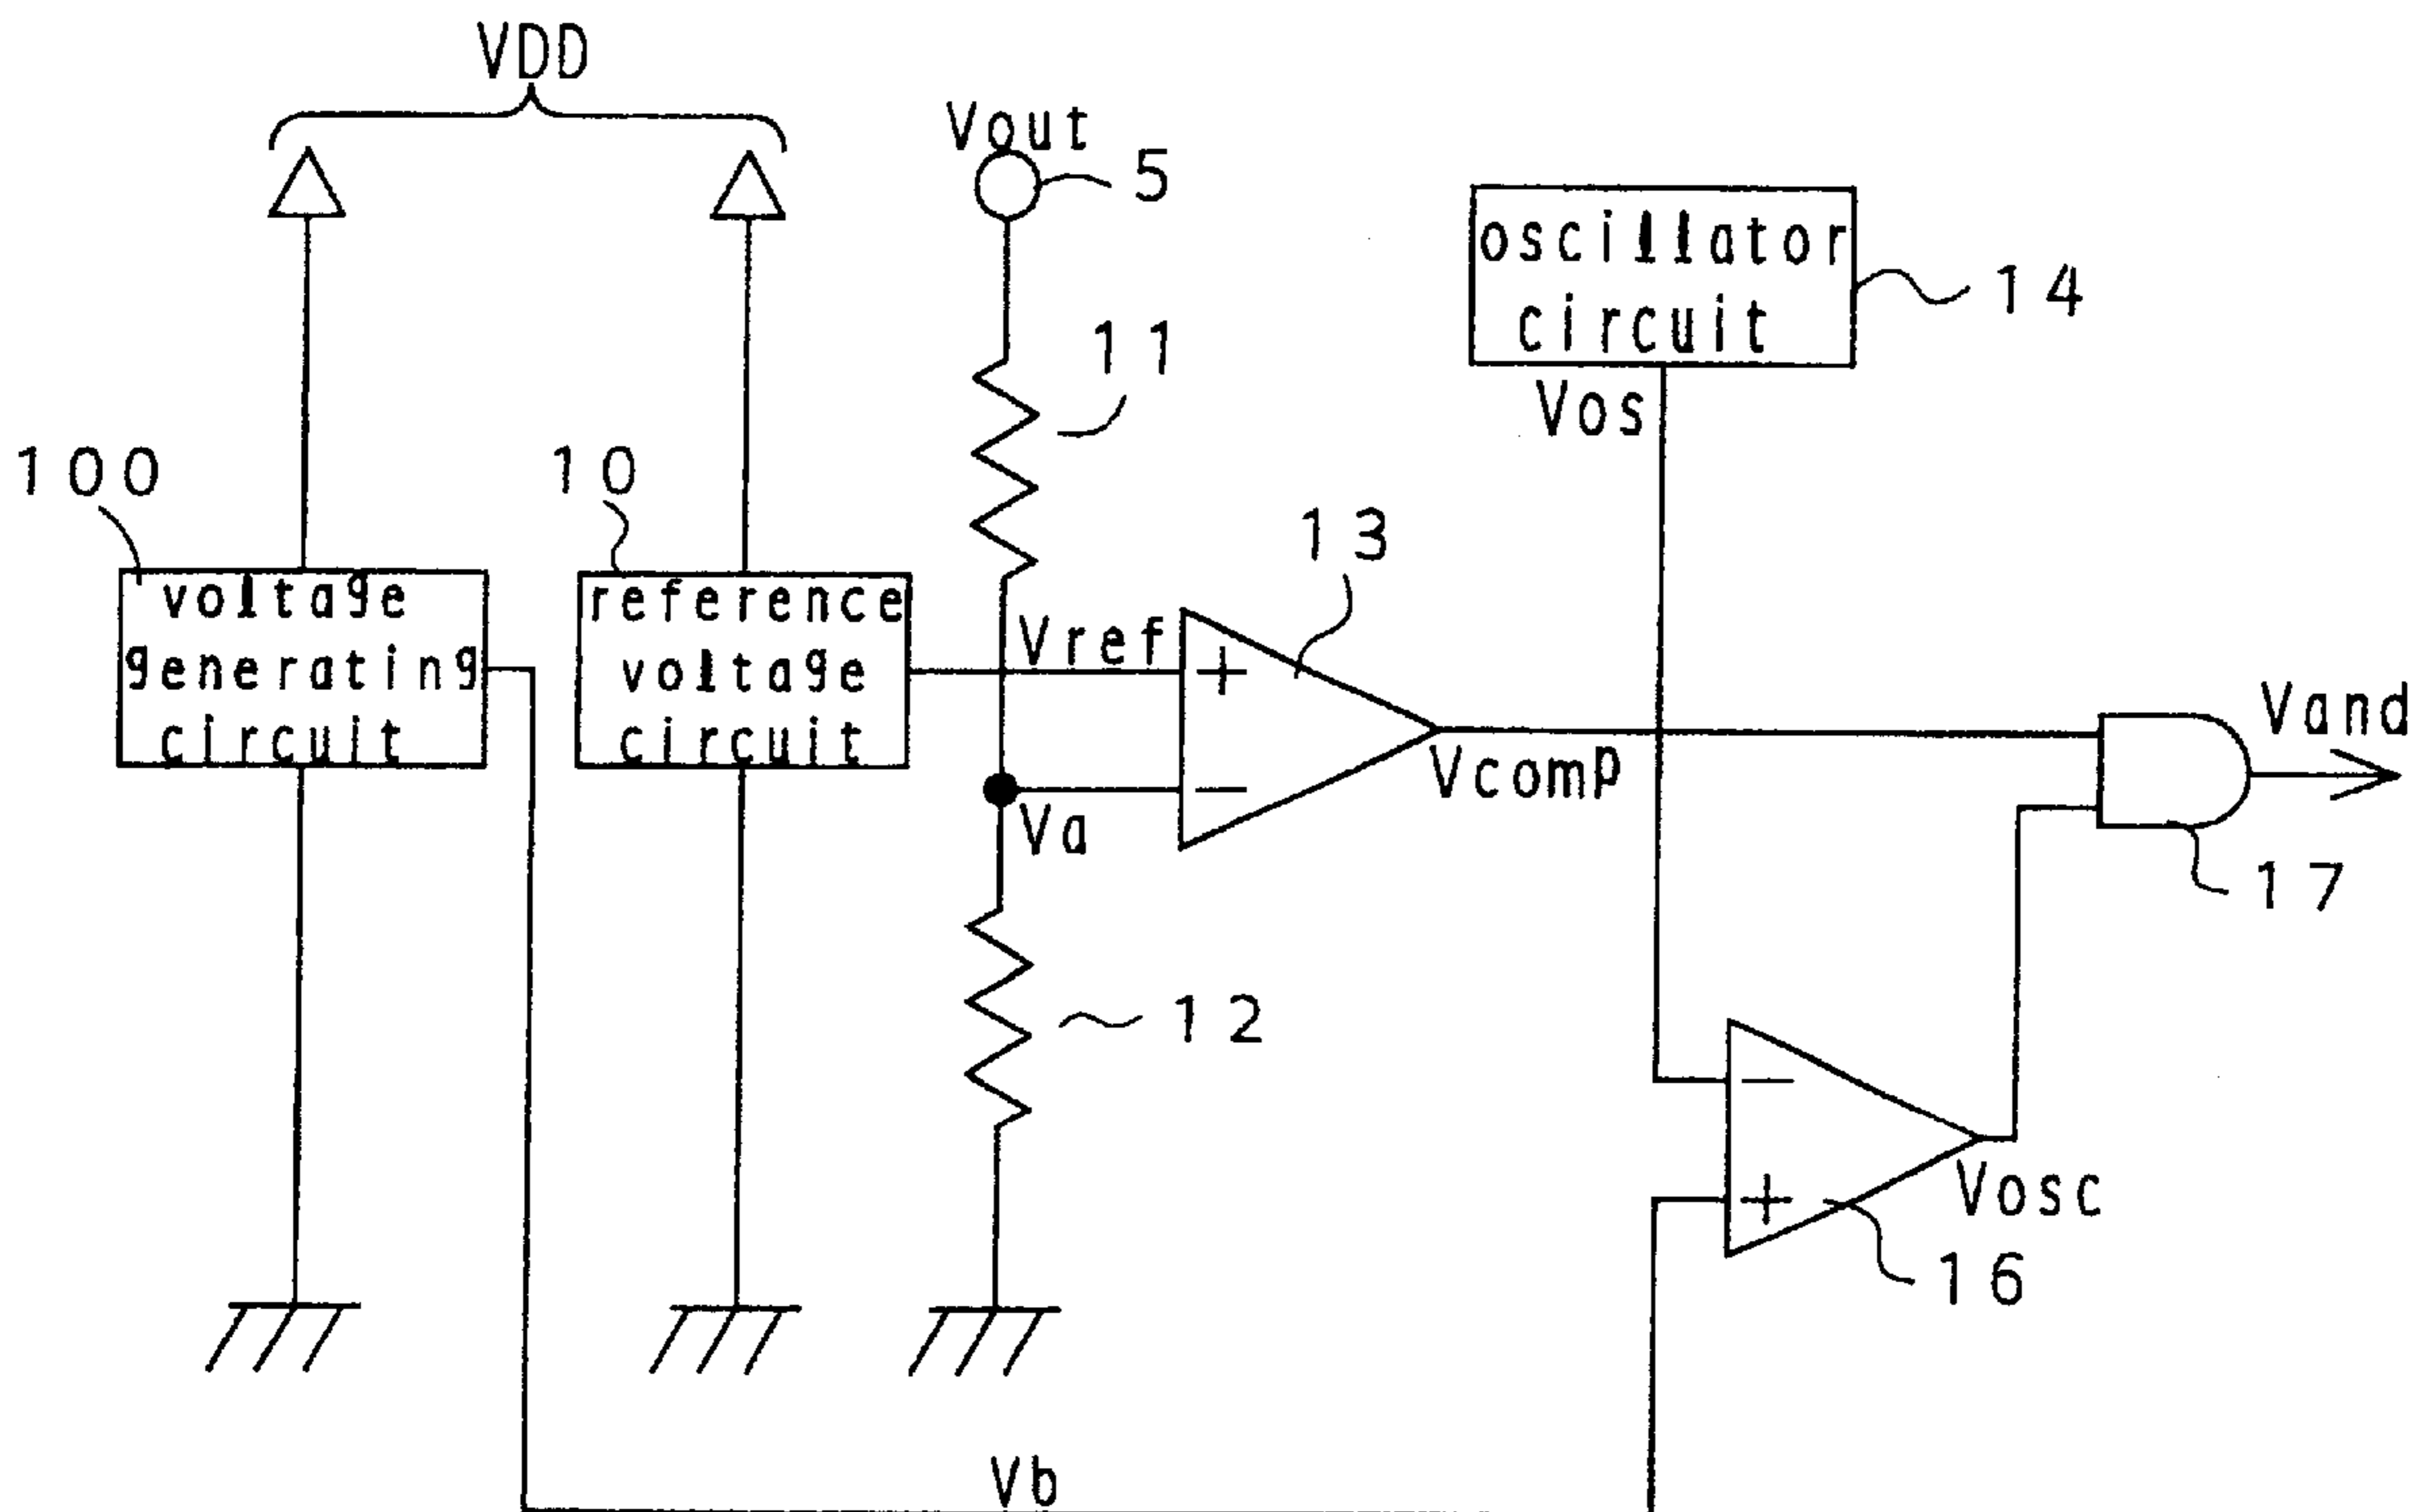 VDD
Vout
5
oscillator
circuit
14
Vos
11
100
10
13
voltage
generating
circuit
reference
voltage
circuit
Vref
+
−
Va
Vcomp
Vand
17
12
−
+
Vosc
16
Vb